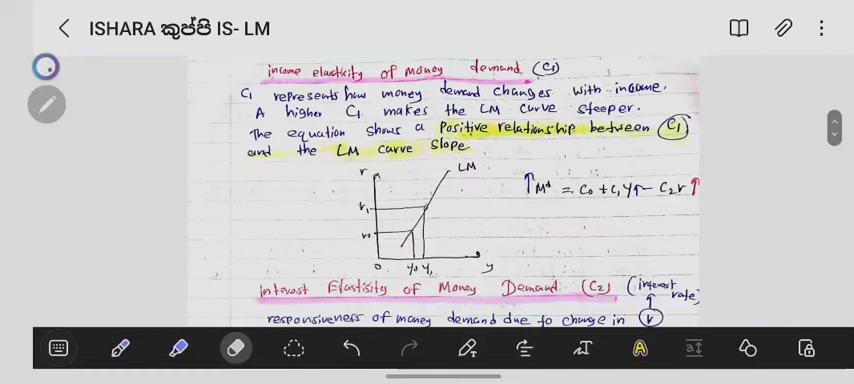 ISHARA කුප්පි IS- LM
income elasticity of money demand (C₁)
C₁ represents how money demand changes with income.
A higher C₁ makes the LM curve steeper.
The equation shows a Positive relationship between C₁
and the LM curve slope.
r
LM
r₁
r₀
0 y₀ y₁ y
↑Mᵈ = C₀ + C₁Y↑ - C₂r↑
interest Elastisity of Money Demand (C₂) (interest rate)
responsiveness of money demand due to change in r